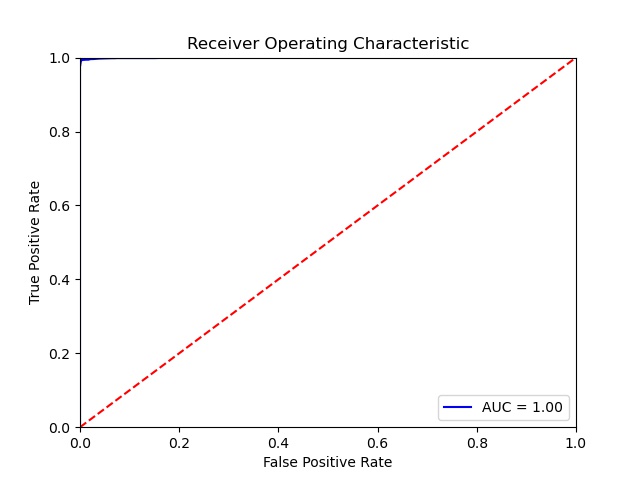 Receiver Operating Characteristic
True Positive Rate
1.0
0.8
0.6
0.4
0.2
0.0
AUC = 1.00
0.0 0.2 0.4 0.6 0.8 1.0
False Positive Rate